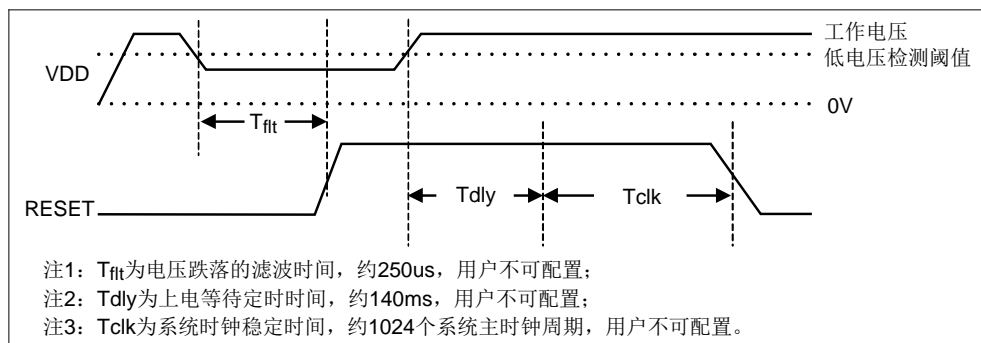 工作电压
低电压检测阈值
VDD
0V
Tflt
Tdly
Tclk
RESET
注1：Tflt为电压跌落的滤波时间，约250us，用户不可配置；
注2：Tdly为上电等待定时时间，约140ms，用户不可配置；
注3：Tclk为系统时钟稳定时间，约1024个系统主时钟周期，用户不可配置。